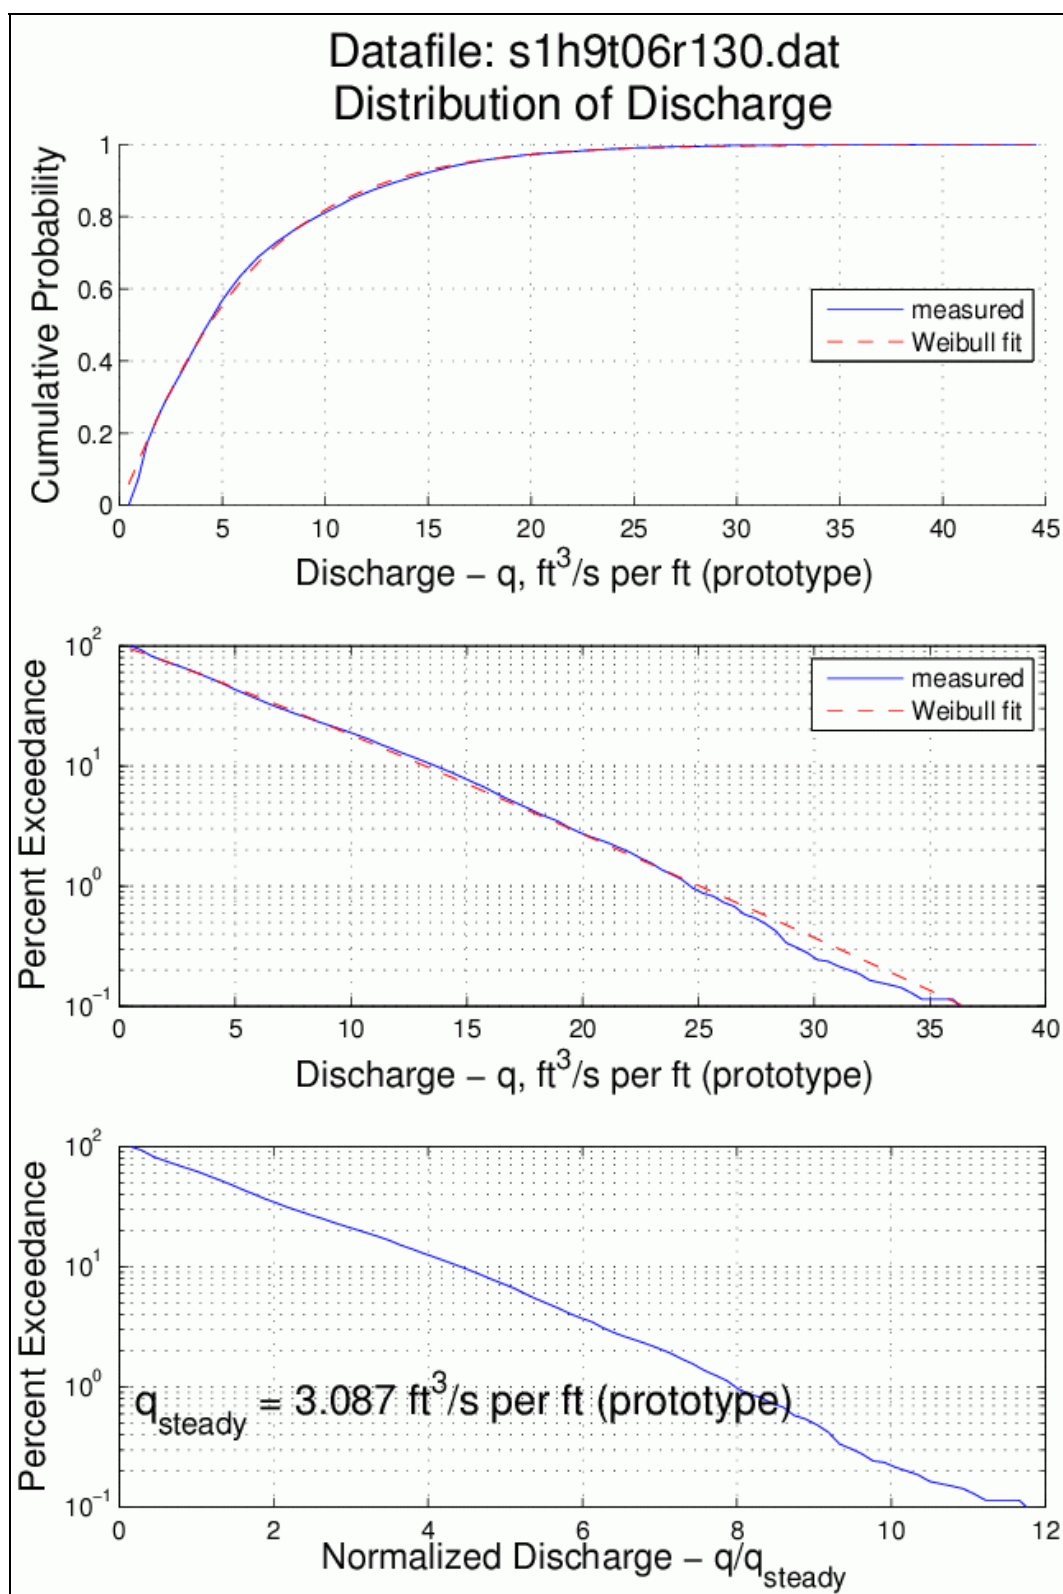 Datafile: s1h9t06r130.dat
Distribution of Discharge
Cumulative Probability
1
0.8
0.6
0.4
0.2
0
0 5 10 15 20 25 30 35 40 45
measured
Weibull fit
Discharge – q, ft³/s per ft (prototype)
Percent Exceedance
10²
10¹
10⁰
10⁻¹
0 5 10 15 20 25 30 35 40
measured
Weibull fit
Discharge – q, ft³/s per ft (prototype)
Percent Exceedance
10²
10¹
10⁰
10⁻¹
q_steady = 3.087 ft³/s per ft (prototype)
0 2 4 6 8 10 12
Normalized Discharge – q/q_steady